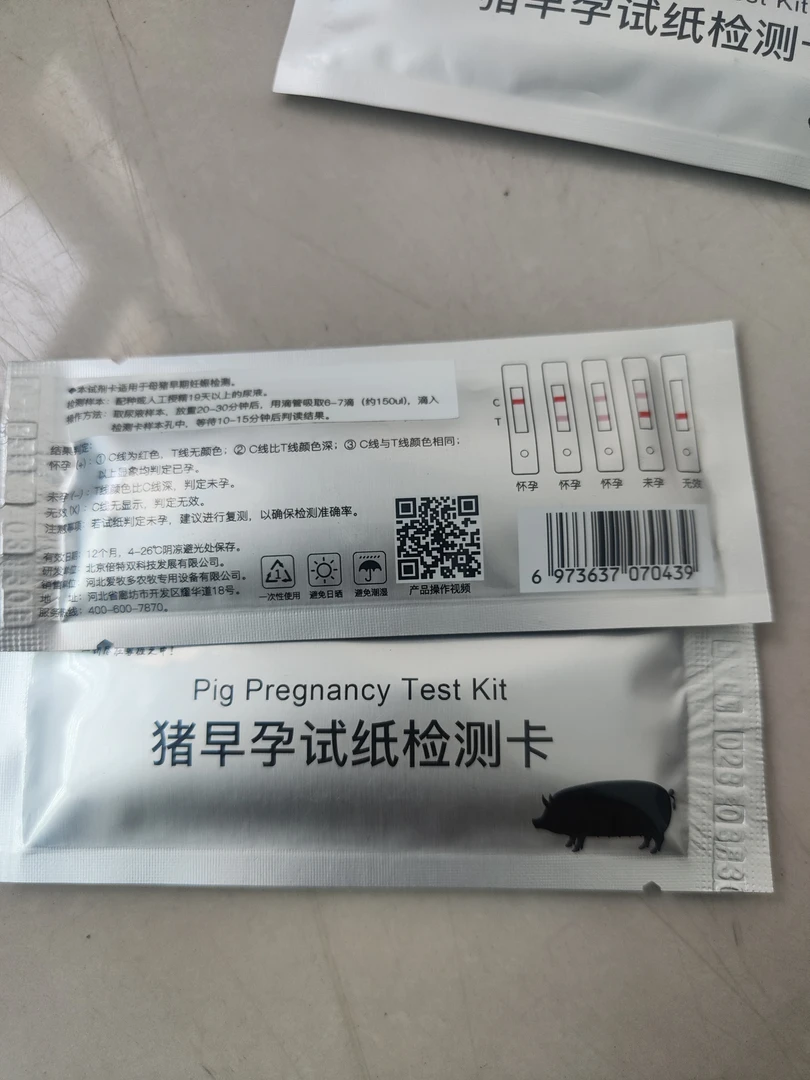 est Kit
猪早孕试纸检测卡
◆本试剂卡适用于母猪早期妊娠检测。
检测样本：配种或人工授精19天以上的尿液。
操作方法：取尿液样本，放置20-30分钟后，用滴管吸取6-7滴（约150ul），滴入
检测卡样本孔中，等待10-15分钟后判读结果。
结果判定：
怀孕(+)：① C线为红色，T线无颜色；② C线比T线颜色深；③ C线与T线颜色相同；
以上现象均判定已孕。
未孕(-)：T线颜色比C线深，判定未孕。
无效(X)：C线无显示，判定无效。
注意事项：若试纸判定未孕，建议进行复测，以确保检测准确率。
有效日期：12个月，4-26℃阴凉避光处保存。
研发单位：北京倍特双科技发展有限公司。
销售单位：河北爱牧多农牧专用设备有限公司。
地　址：河北省廊坊市开发区耀华道18号。
服务热线：400-600-7870。
一次性使用 避免日晒 避免潮湿
产品操作视频
C
T
怀孕 怀孕 怀孕 未孕 无效
6 973637 070439
Pig Pregnancy Test Kit
猪早孕试纸检测卡